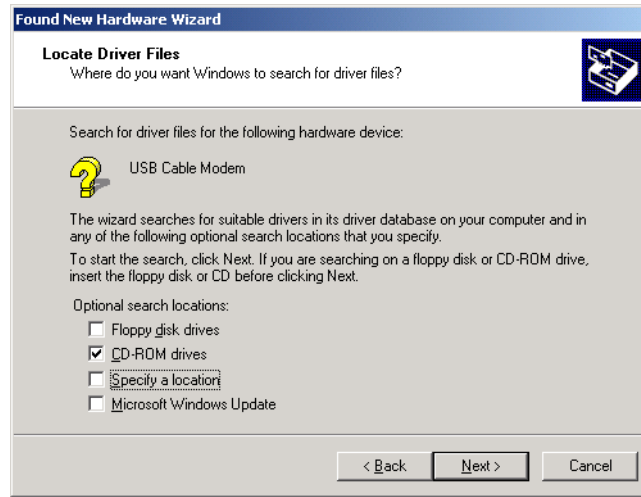 Found New Hardware Wizard
Locate Driver Files
Where do you want Windows to search for driver files?
Search for driver files for the following hardware device:
USB Cable Modem
The wizard searches for suitable drivers in its driver database on your computer and in
any of the following optional search locations that you specify.
To start the search, click Next. If you are searching on a floppy disk or CD-ROM drive,
insert the floppy disk or CD before clicking Next.
Optional search locations:
Floppy disk drives
CD-ROM drives
Specify a location
Microsoft Windows Update
< Back Next > Cancel